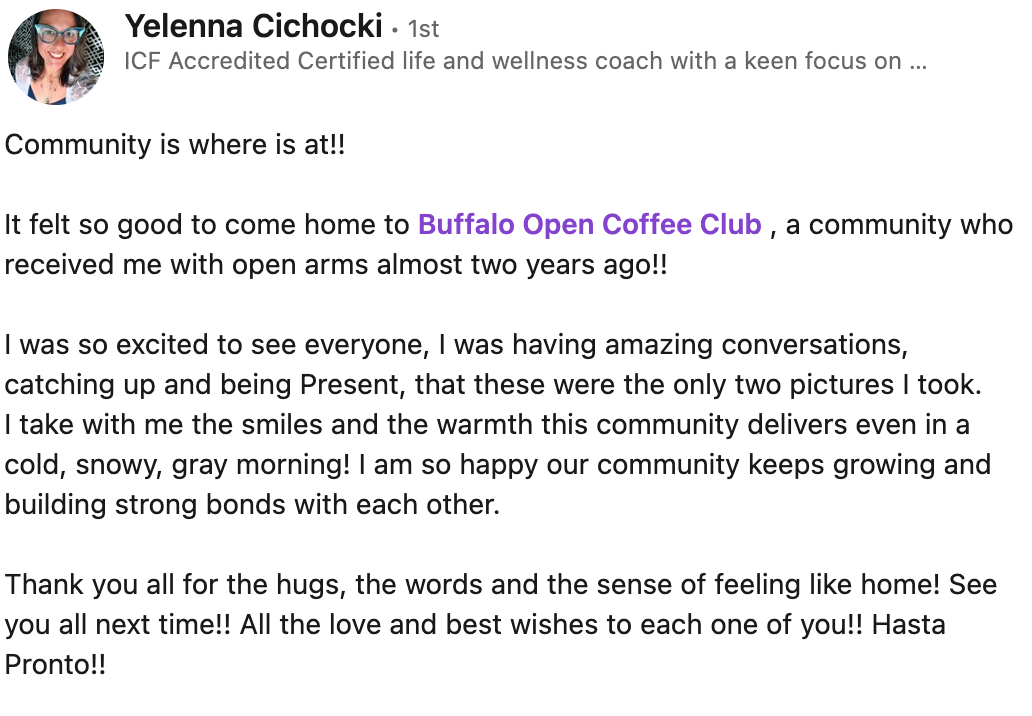 Yelenna Cichocki • 1st
ICF Accredited Certified life and wellness coach with a keen focus on ...
Community is where is at!!
It felt so good to come home to Buffalo Open Coffee Club , a community who
received me with open arms almost two years ago!!
I was so excited to see everyone, I was having amazing conversations,
catching up and being Present, that these were the only two pictures I took.
I take with me the smiles and the warmth this community delivers even in a
cold, snowy, gray morning! I am so happy our community keeps growing and
building strong bonds with each other.
Thank you all for the hugs, the words and the sense of feeling like home! See
you all next time!! All the love and best wishes to each one of you!! Hasta
Pronto!!